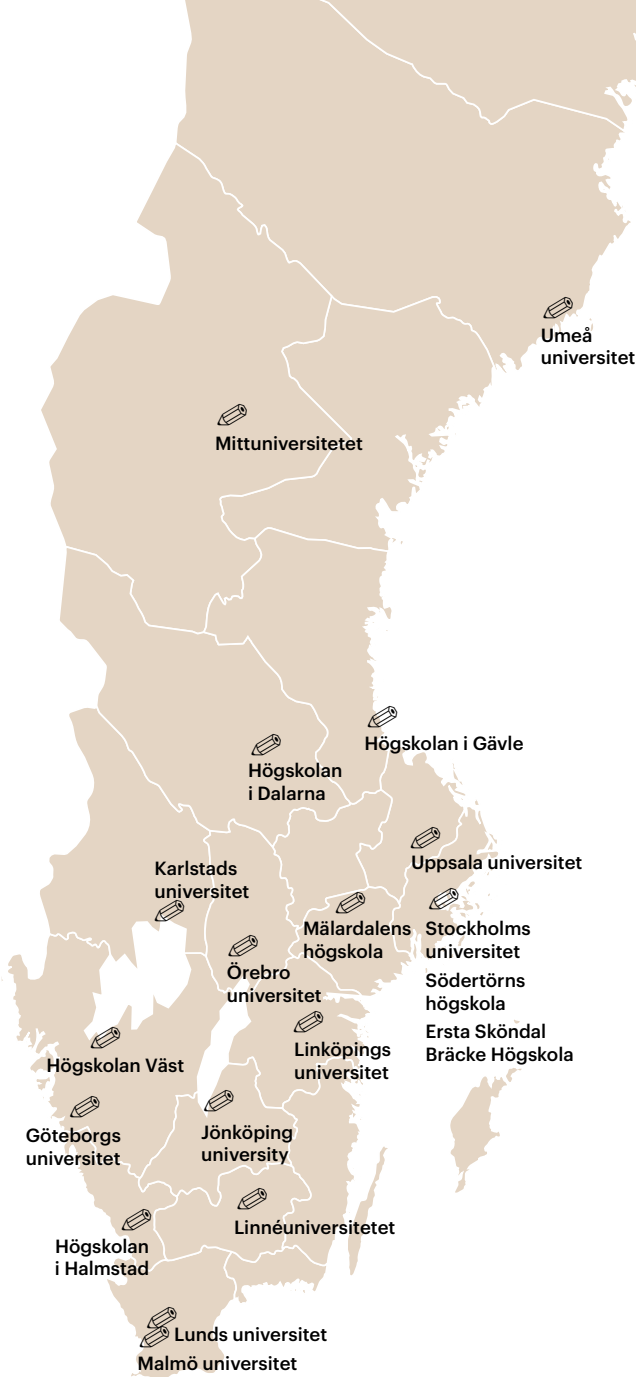 Umeå
universitet
Mittuniversitetet
Högskolan i Gävle
Högskolan
i Dalarna
Uppsala universitet
Karlstads
universitet
Mälardalens
högskola
Stockholms
universitet
Södertörns
högskola
Ersta Sköndal
Bräcke Högskola
Örebro
universitet
Linköpings
universitet
Högskolan Väst
Göteborgs
universitet
Jönköping
university
Linnéuniversitetet
Högskolan
i Halmstad
Lunds universitet
Malmö universitet